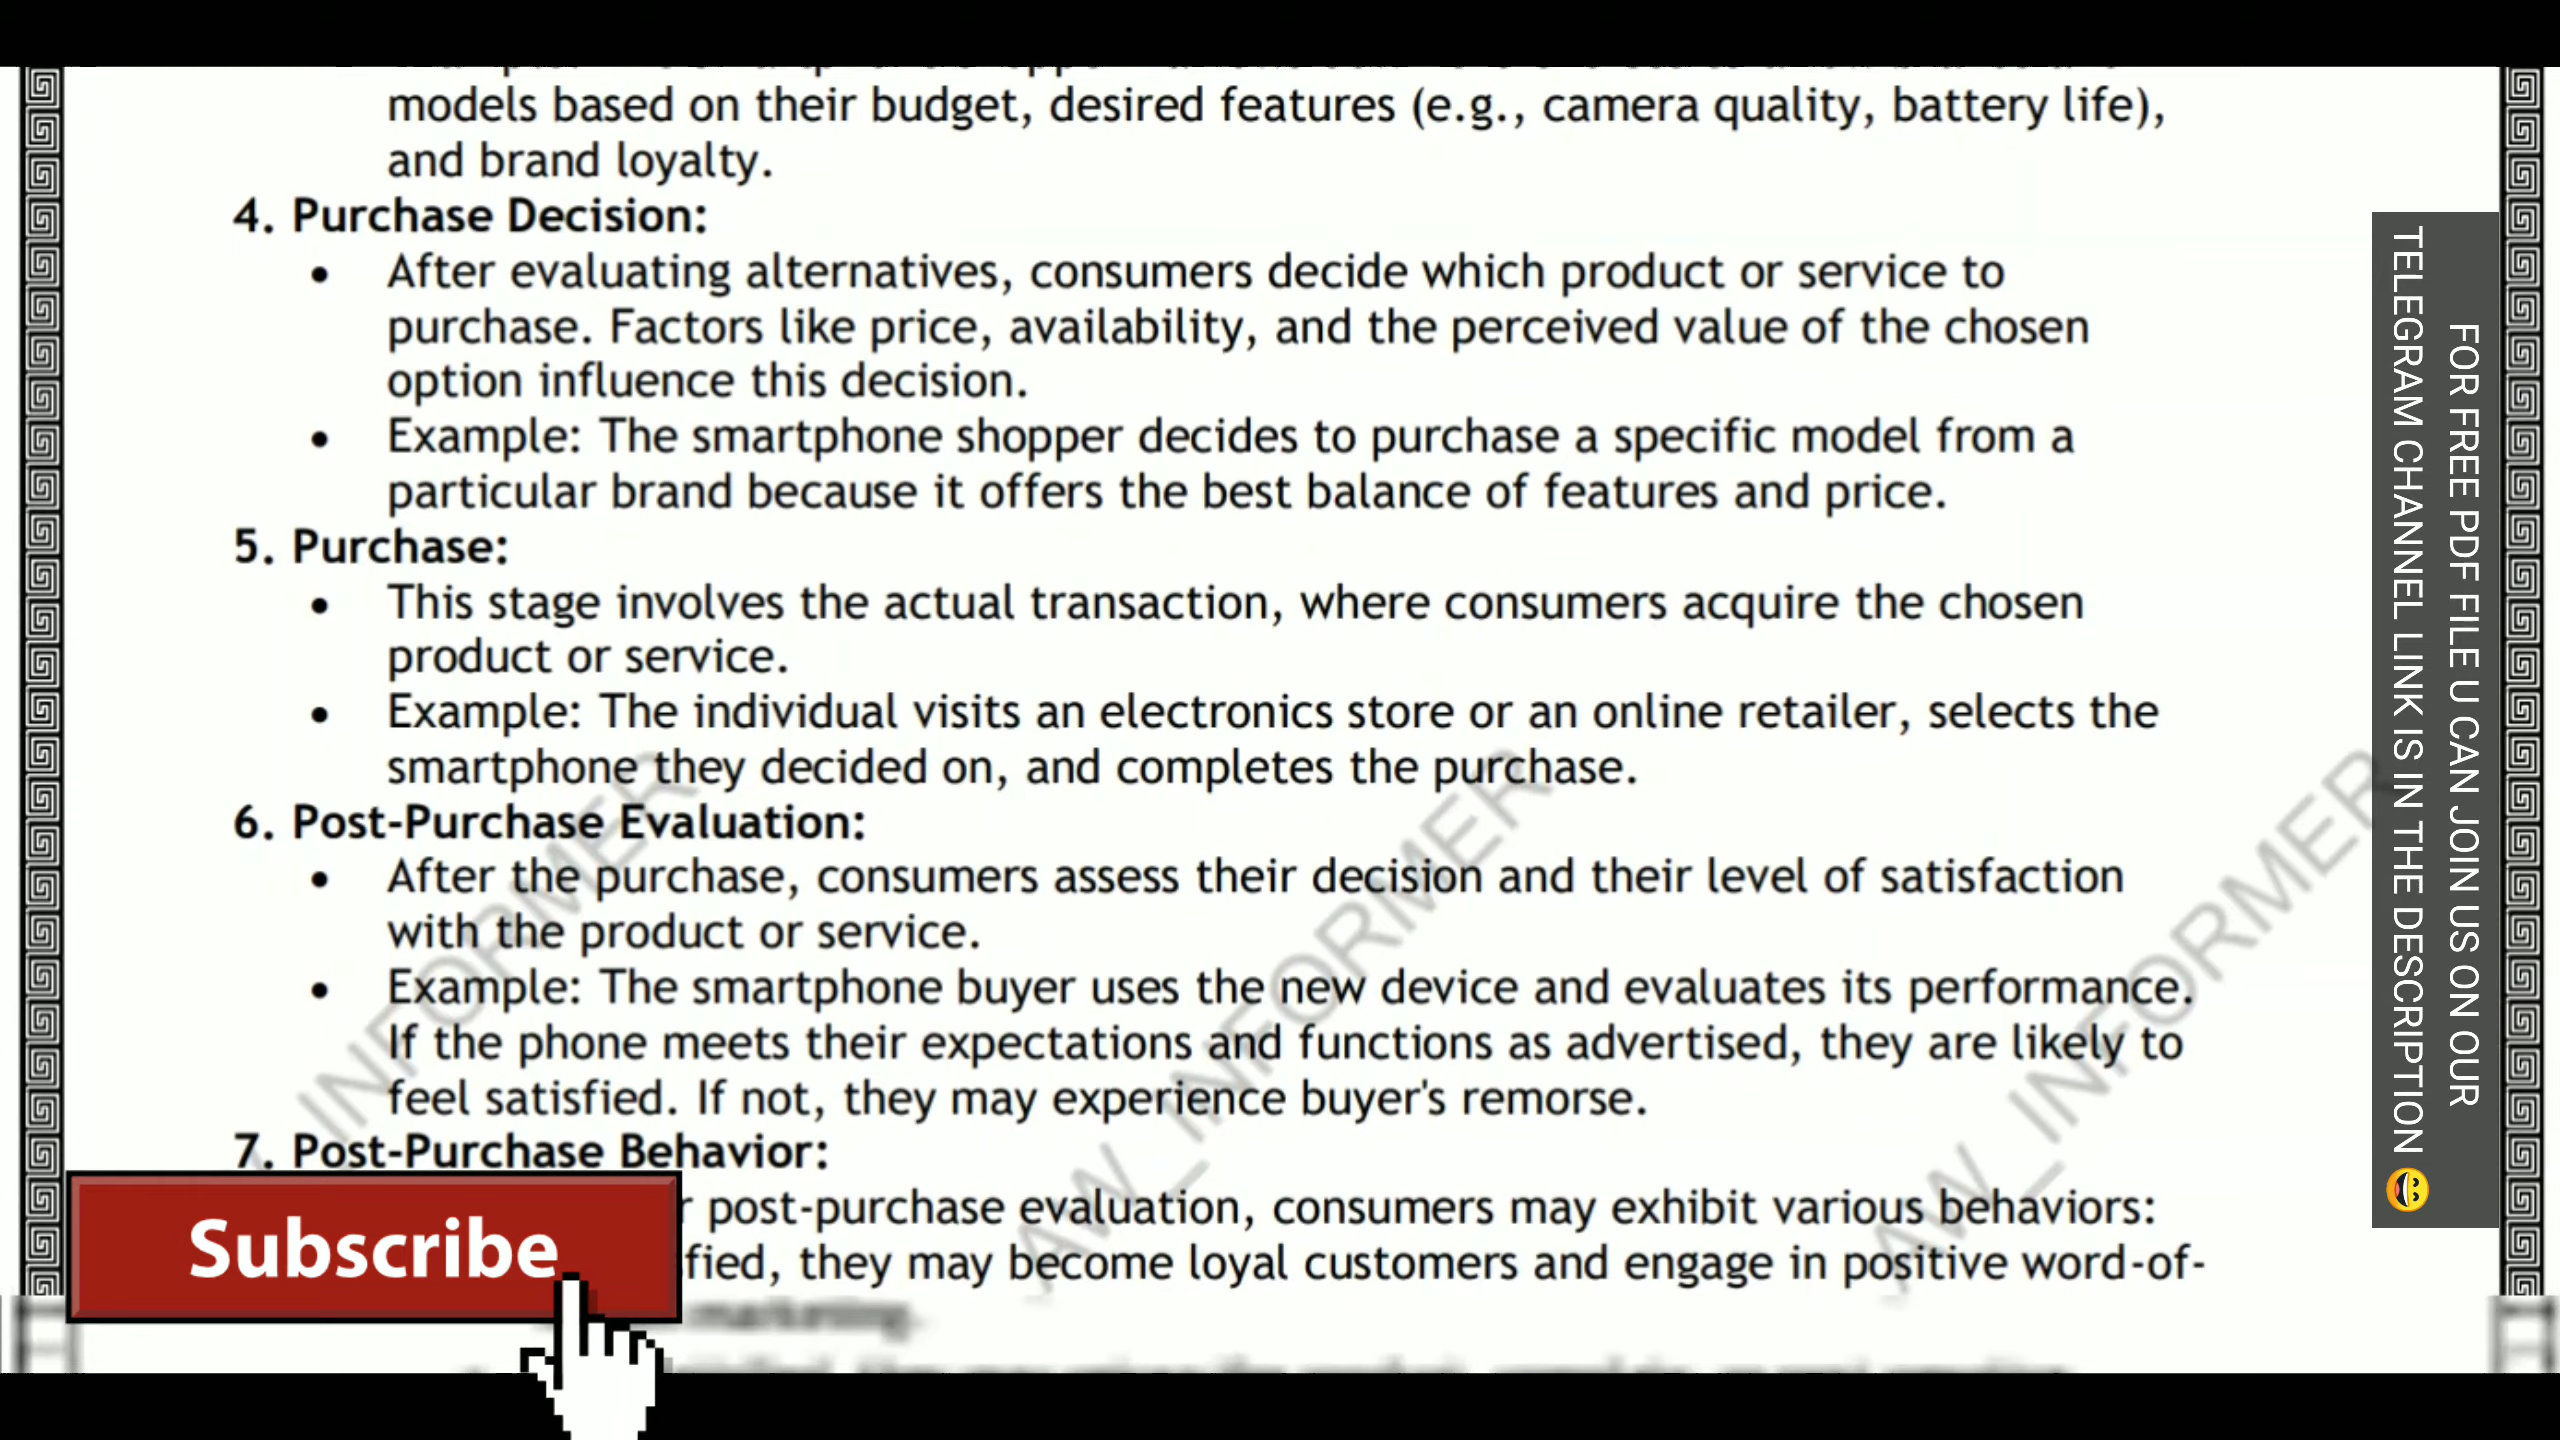 models based on their budget, desired features (e.g., camera quality, battery life),
and brand loyalty.
4. Purchase Decision:
• After evaluating alternatives, consumers decide which product or service to
purchase. Factors like price, availability, and the perceived value of the chosen
option influence this decision.
• Example: The smartphone shopper decides to purchase a specific model from a
particular brand because it offers the best balance of features and price.
5. Purchase:
• This stage involves the actual transaction, where consumers acquire the chosen
product or service.
• Example: The individual visits an electronics store or an online retailer, selects the
smartphone they decided on, and completes the purchase.
6. Post-Purchase Evaluation:
• After the purchase, consumers assess their decision and their level of satisfaction
with the product or service.
• Example: The smartphone buyer uses the new device and evaluates its performance.
If the phone meets their expectations and functions as advertised, they are likely to
feel satisfied. If not, they may experience buyer's remorse.
7. Post-Purchase Behavior:
post-purchase evaluation, consumers may exhibit various behaviors:
fied, they may become loyal customers and engage in positive word-of-
marketing.
Subscribe
FOR FREE PDF FILE U CAN JOIN US ON OUR
TELEGRAM CHANNEL LINK IS IN THE DESCRIPTION 😄
INFORMER
AW_INFORMER
AW_INFORMER